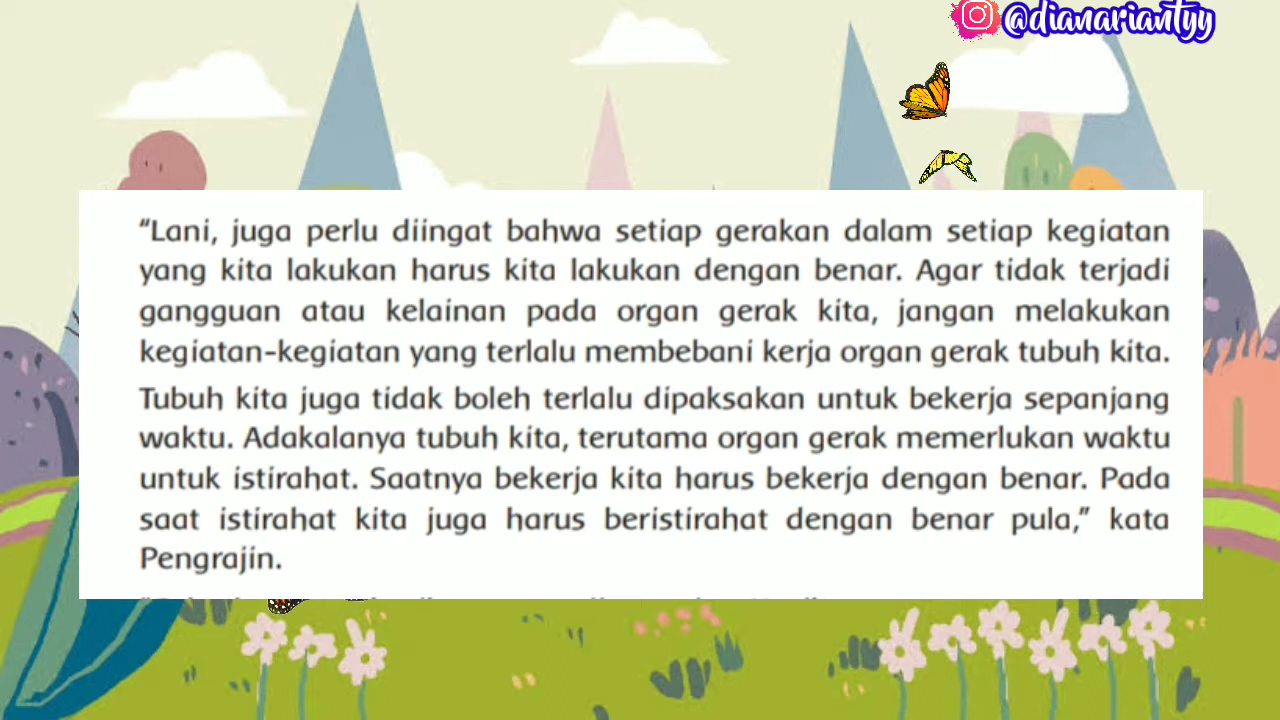 @dianariantyy
“Lani, juga perlu diingat bahwa setiap gerakan dalam setiap kegiatan
yang kita lakukan harus kita lakukan dengan benar. Agar tidak terjadi
gangguan atau kelainan pada organ gerak kita, jangan melakukan
kegiatan-kegiatan yang terlalu membebani kerja organ gerak tubuh kita.
Tubuh kita juga tidak boleh terlalu dipaksakan untuk bekerja sepanjang
waktu. Adakalanya tubuh kita, terutama organ gerak memerlukan waktu
untuk istirahat. Saatnya bekerja kita harus bekerja dengan benar. Pada
saat istirahat kita juga harus beristirahat dengan benar pula,” kata
Pengrajin.